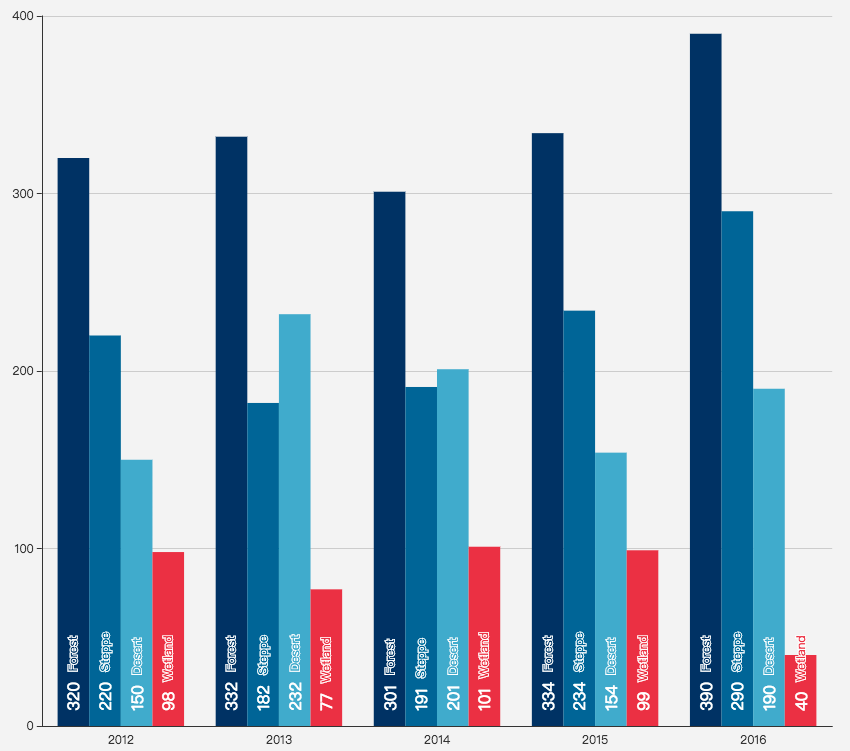 400
300
200
100
0
320 Forest
220 Steppe
150 Desert
98 Wetland
332 Forest
182 Steppe
232 Desert
77 Wetland
301 Forest
191 Steppe
201 Desert
101 Wetland
334 Forest
234 Steppe
154 Desert
99 Wetland
390 Forest
290 Steppe
190 Desert
40 Wetland
2012
2013
2014
2015
2016